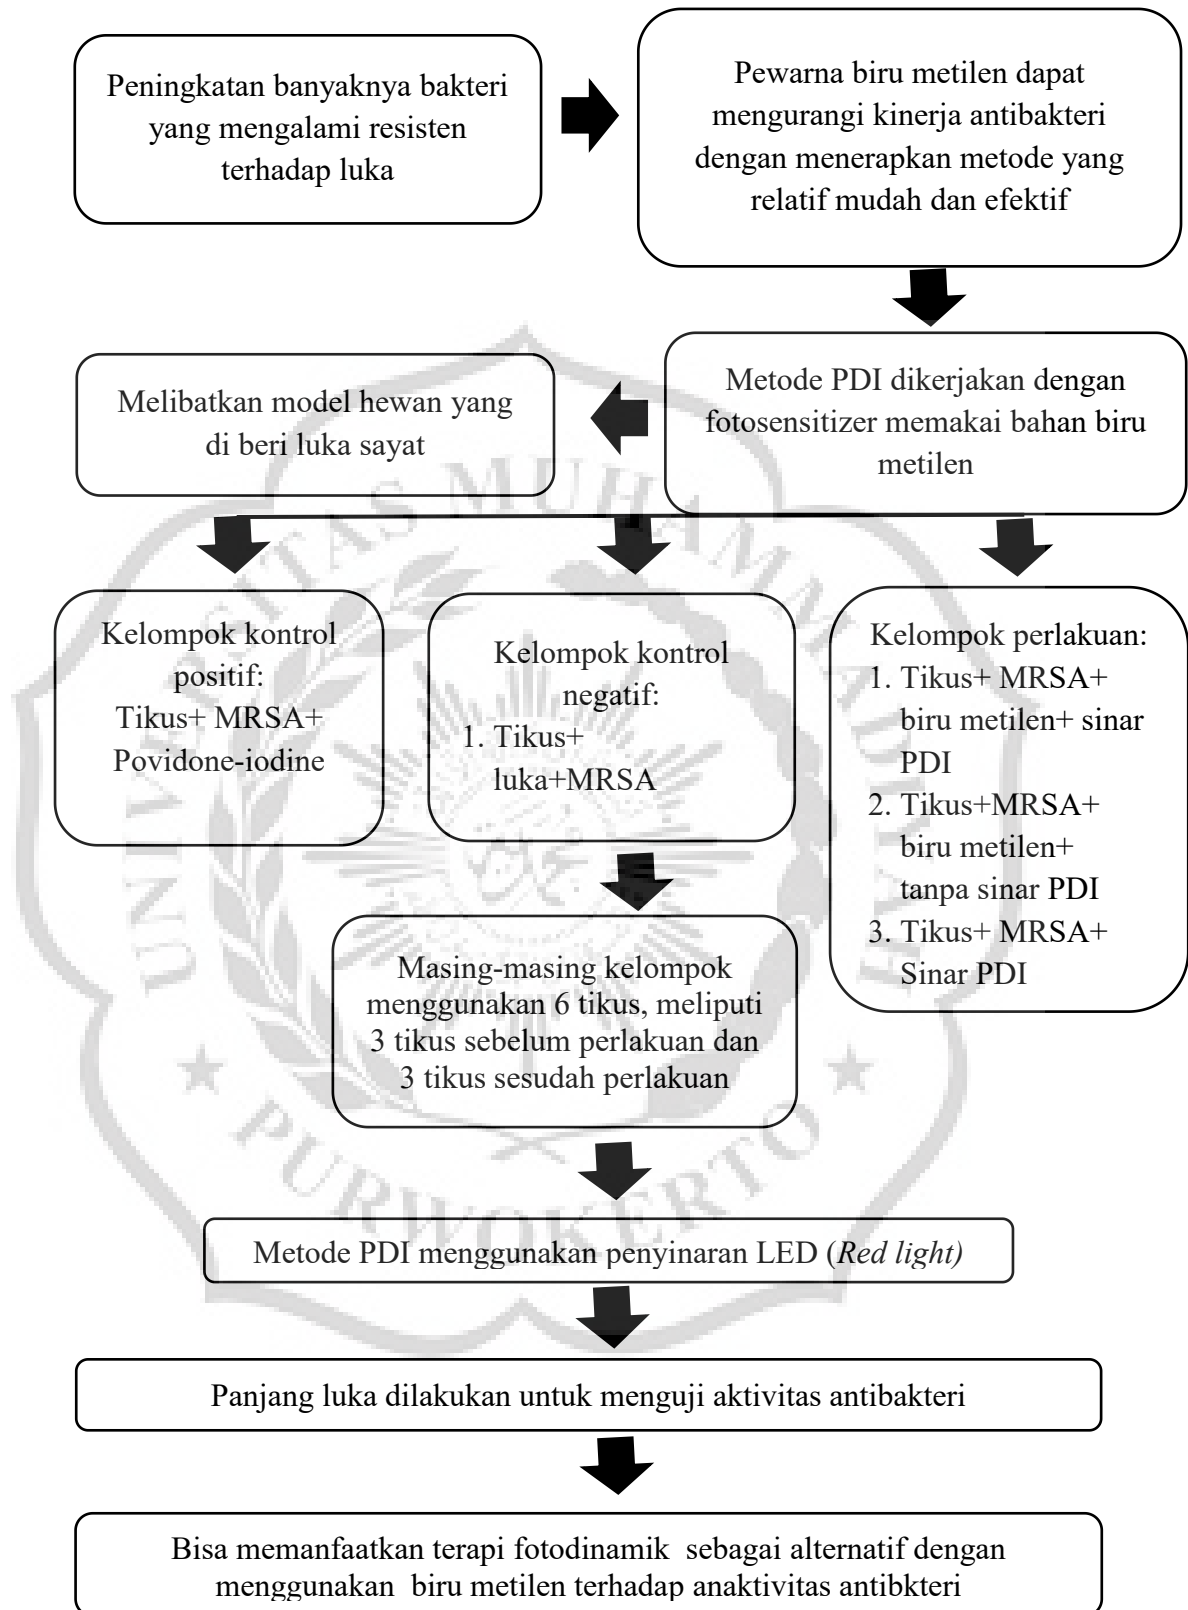 Peningkatan banyaknya bakteri
yang mengalami resisten
terhadap luka
Pewarna biru metilen dapat
mengurangi kinerja antibakteri
dengan menerapkan metode yang
relatif mudah dan efektif
Metode PDI dikerjakan dengan
fotosensitizer memakai bahan biru
metilen
Melibatkan model hewan yang
di beri luka sayat
Kelompok kontrol
positif:
Tikus+ MRSA+
Povidone-iodine
Kelompok kontrol
negatif:
1. Tikus+
luka+MRSA
Kelompok perlakuan:
1. Tikus+ MRSA+
biru metilen+ sinar
PDI
2. Tikus+MRSA+
biru metilen+
tanpa sinar PDI
3. Tikus+ MRSA+
Sinar PDI
Masing-masing kelompok
menggunakan 6 tikus, meliputi
3 tikus sebelum perlakuan dan
3 tikus sesudah perlakuan
Metode PDI menggunakan penyinaran LED (Red light)
Panjang luka dilakukan untuk menguji aktivitas antibakteri
Bisa memanfaatkan terapi fotodinamik sebagai alternatif dengan
menggunakan biru metilen terhadap anaktivitas antibkteri
UNIVERSITAS MUHAMMADIYAH
PURWOKERTO